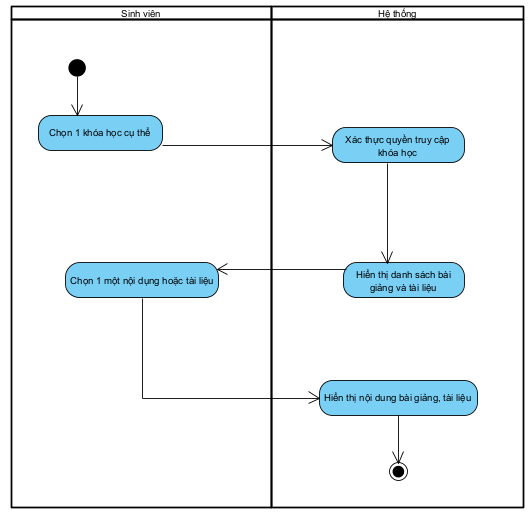 Sinh viên
Hệ thống
Chọn 1 khóa học cụ thể
Xác thực quyền truy cập
khóa học
Hiển thị danh sách bài
giảng và tài liệu
Chọn 1 một nội dụng hoặc tài liệu
Hiển thị nội dung bài giảng, tài liệu